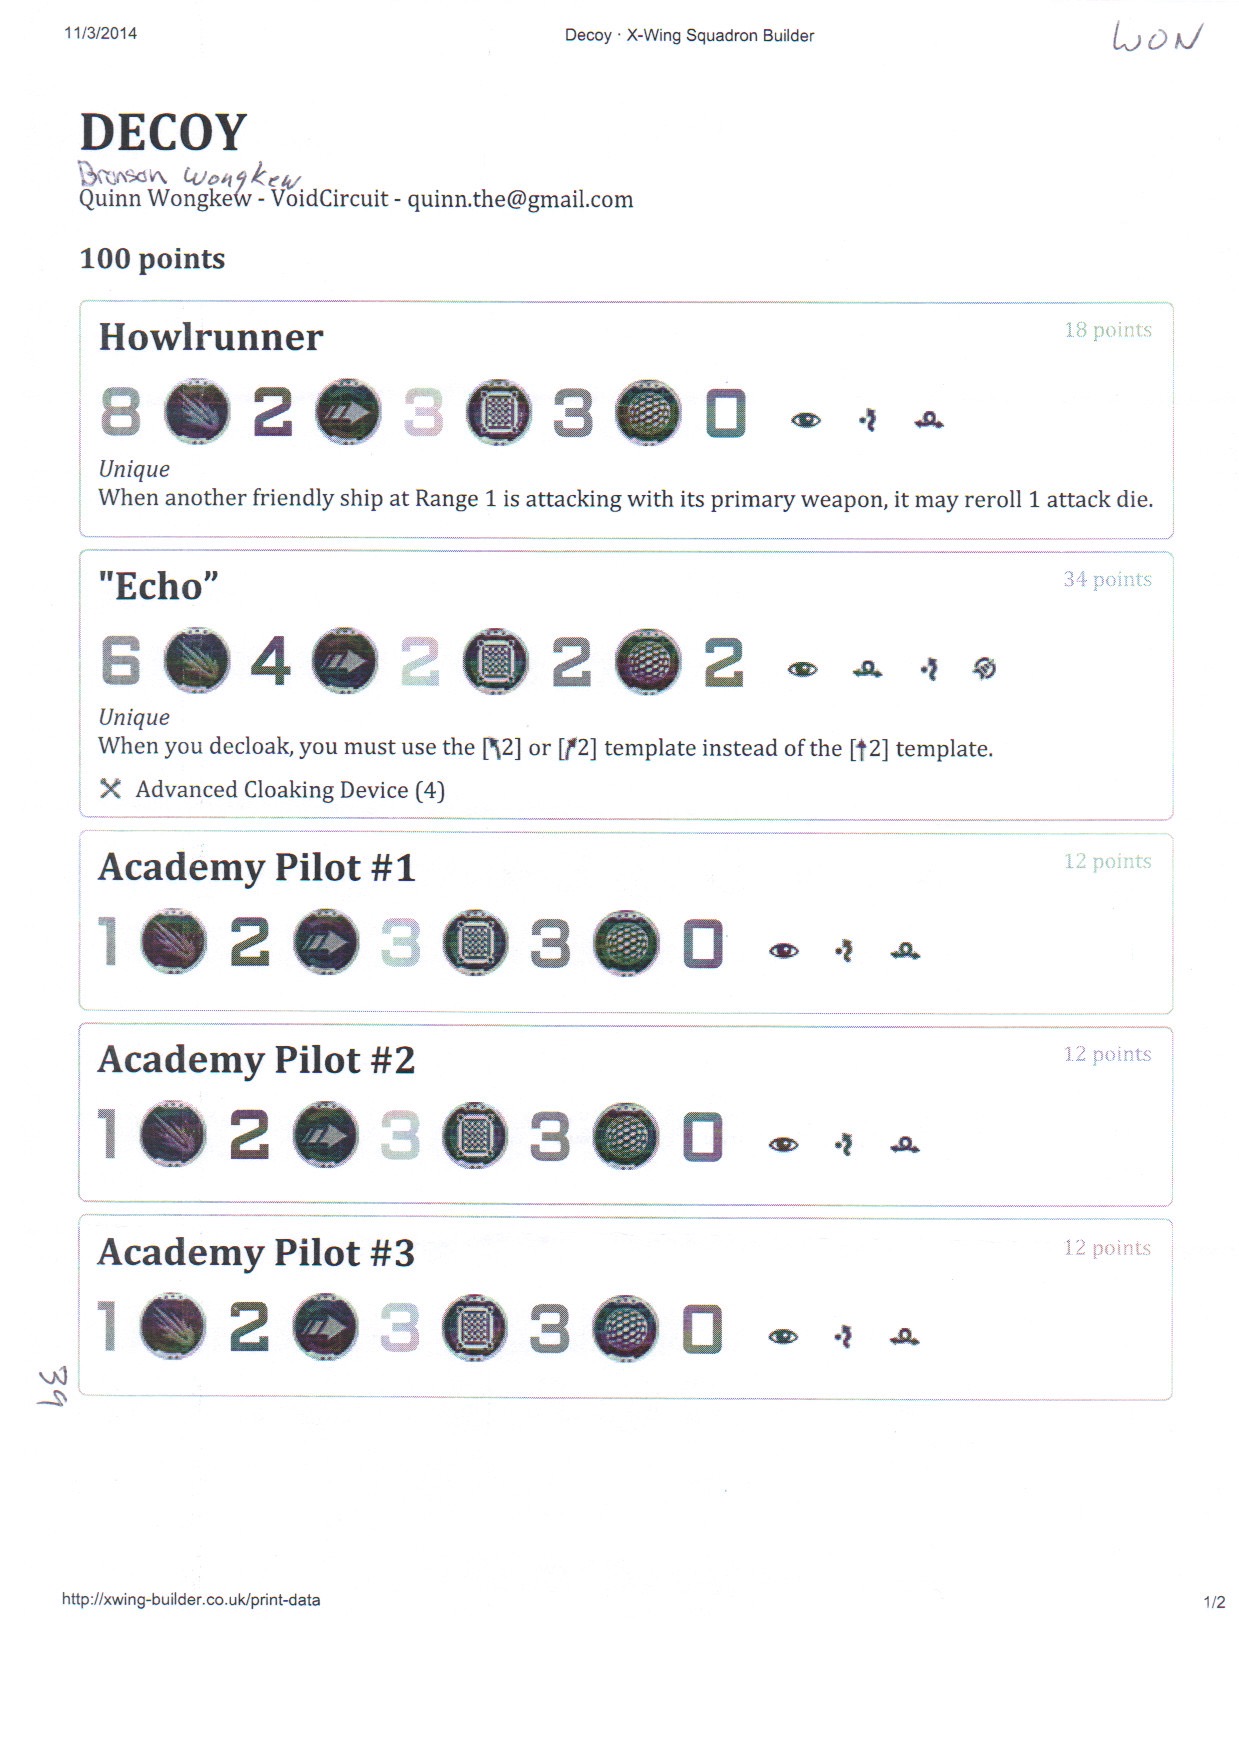 11/3/2014 Decoy · X-Wing Squadron Builder WON
DECOY
Branson Wongkew
Quinn Wongkew - VoidCircuit - quinn.the@gmail.com
100 points
Howlrunner 18 points
8 2 3 3 0
Unique
When another friendly ship at Range 1 is attacking with its primary weapon, it may reroll 1 attack die.
"Echo” 34 points
6 4 2 2 2
Unique
When you decloak, you must use the [↰2] or [↱2] template instead of the [↑2] template.
Advanced Cloaking Device (4)
Academy Pilot #1 12 points
1 2 3 3 0
Academy Pilot #2 12 points
1 2 3 3 0
Academy Pilot #3 12 points
1 2 3 3 0
39
http://xwing-builder.co.uk/print-data 1/2